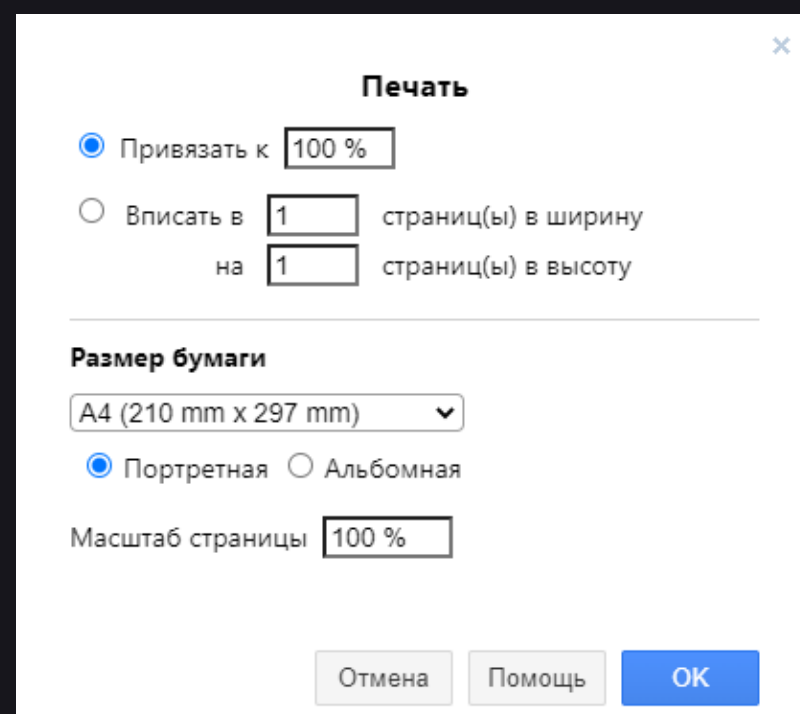 ×
Печать
Привязать к 100 %
Вписать в 1 страниц(ы) в ширину
на 1 страниц(ы) в высоту
Размер бумаги
A4 (210 mm x 297 mm)
Портретная Альбомная
Масштаб страницы 100 %
Отмена Помощь OK